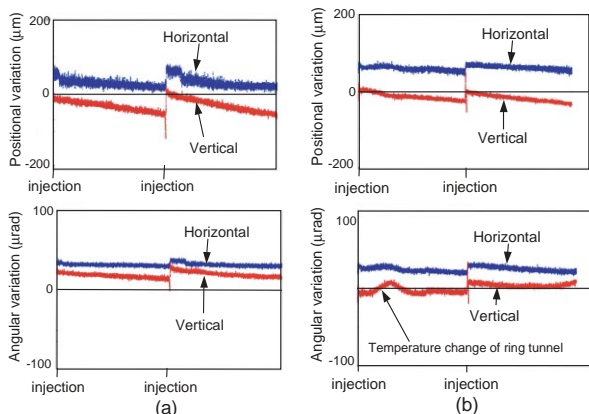 Positional variation (μm)
200
0
-200
Horizontal
Vertical
injection
injection
Angular variation (μrad)
100
0
-100
Horizontal
Vertical
injection
injection
(a)
Positional variation (μm)
200
0
-200
Horizontal
Vertical
injection
injection
Angular variation (μrad)
100
0
-100
Horizontal
Vertical
Temperature change of ring tunnel
injection
injection
(b)